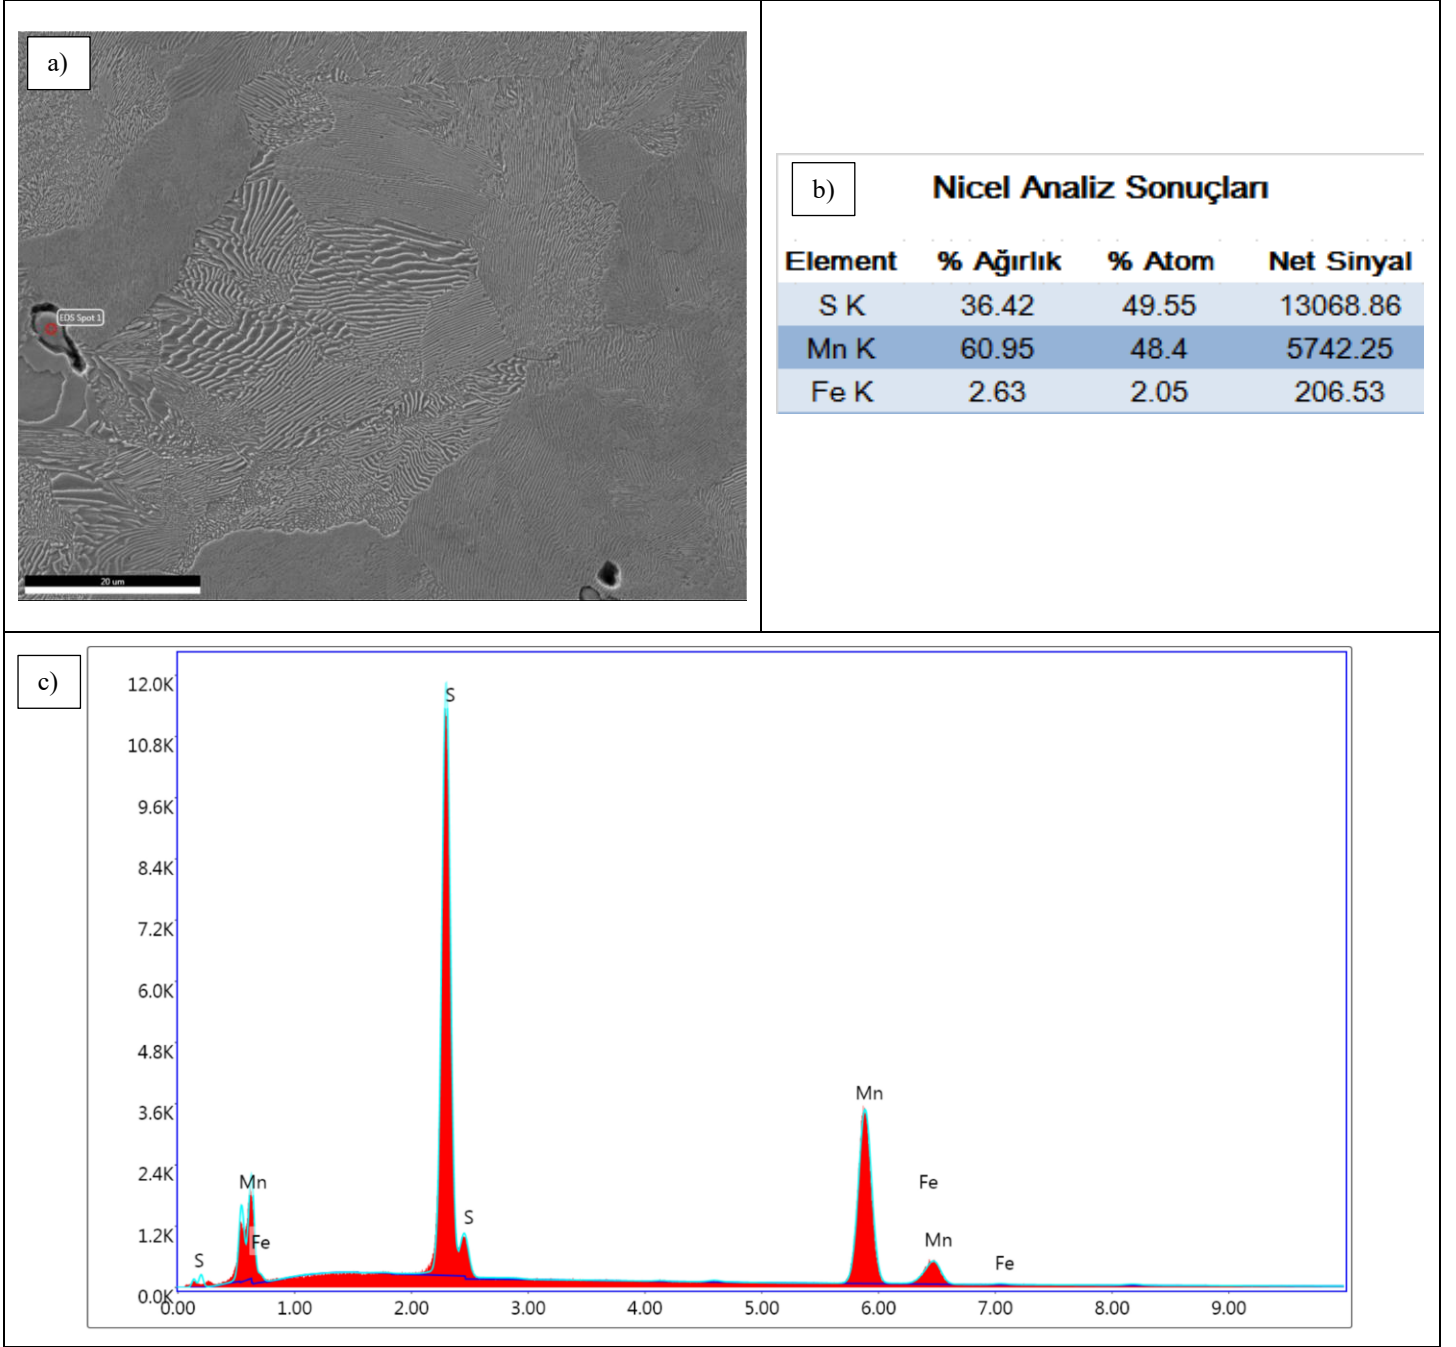 a)
EDS Spot 1
20 um
b)
Nicel Analiz Sonuçları
Element % Ağırlık % Atom Net Sinyal
S K 36.42 49.55 13068.86
Mn K 60.95 48.4 5742.25
Fe K 2.63 2.05 206.53
c)
12.0K
10.8K
9.6K
8.4K
7.2K
6.0K
4.8K
3.6K
2.4K
1.2K
0.0K
S
Mn
Fe
S
S
Mn
Fe
Mn
Fe
0.00 1.00 2.00 3.00 4.00 5.00 6.00 7.00 8.00 9.00